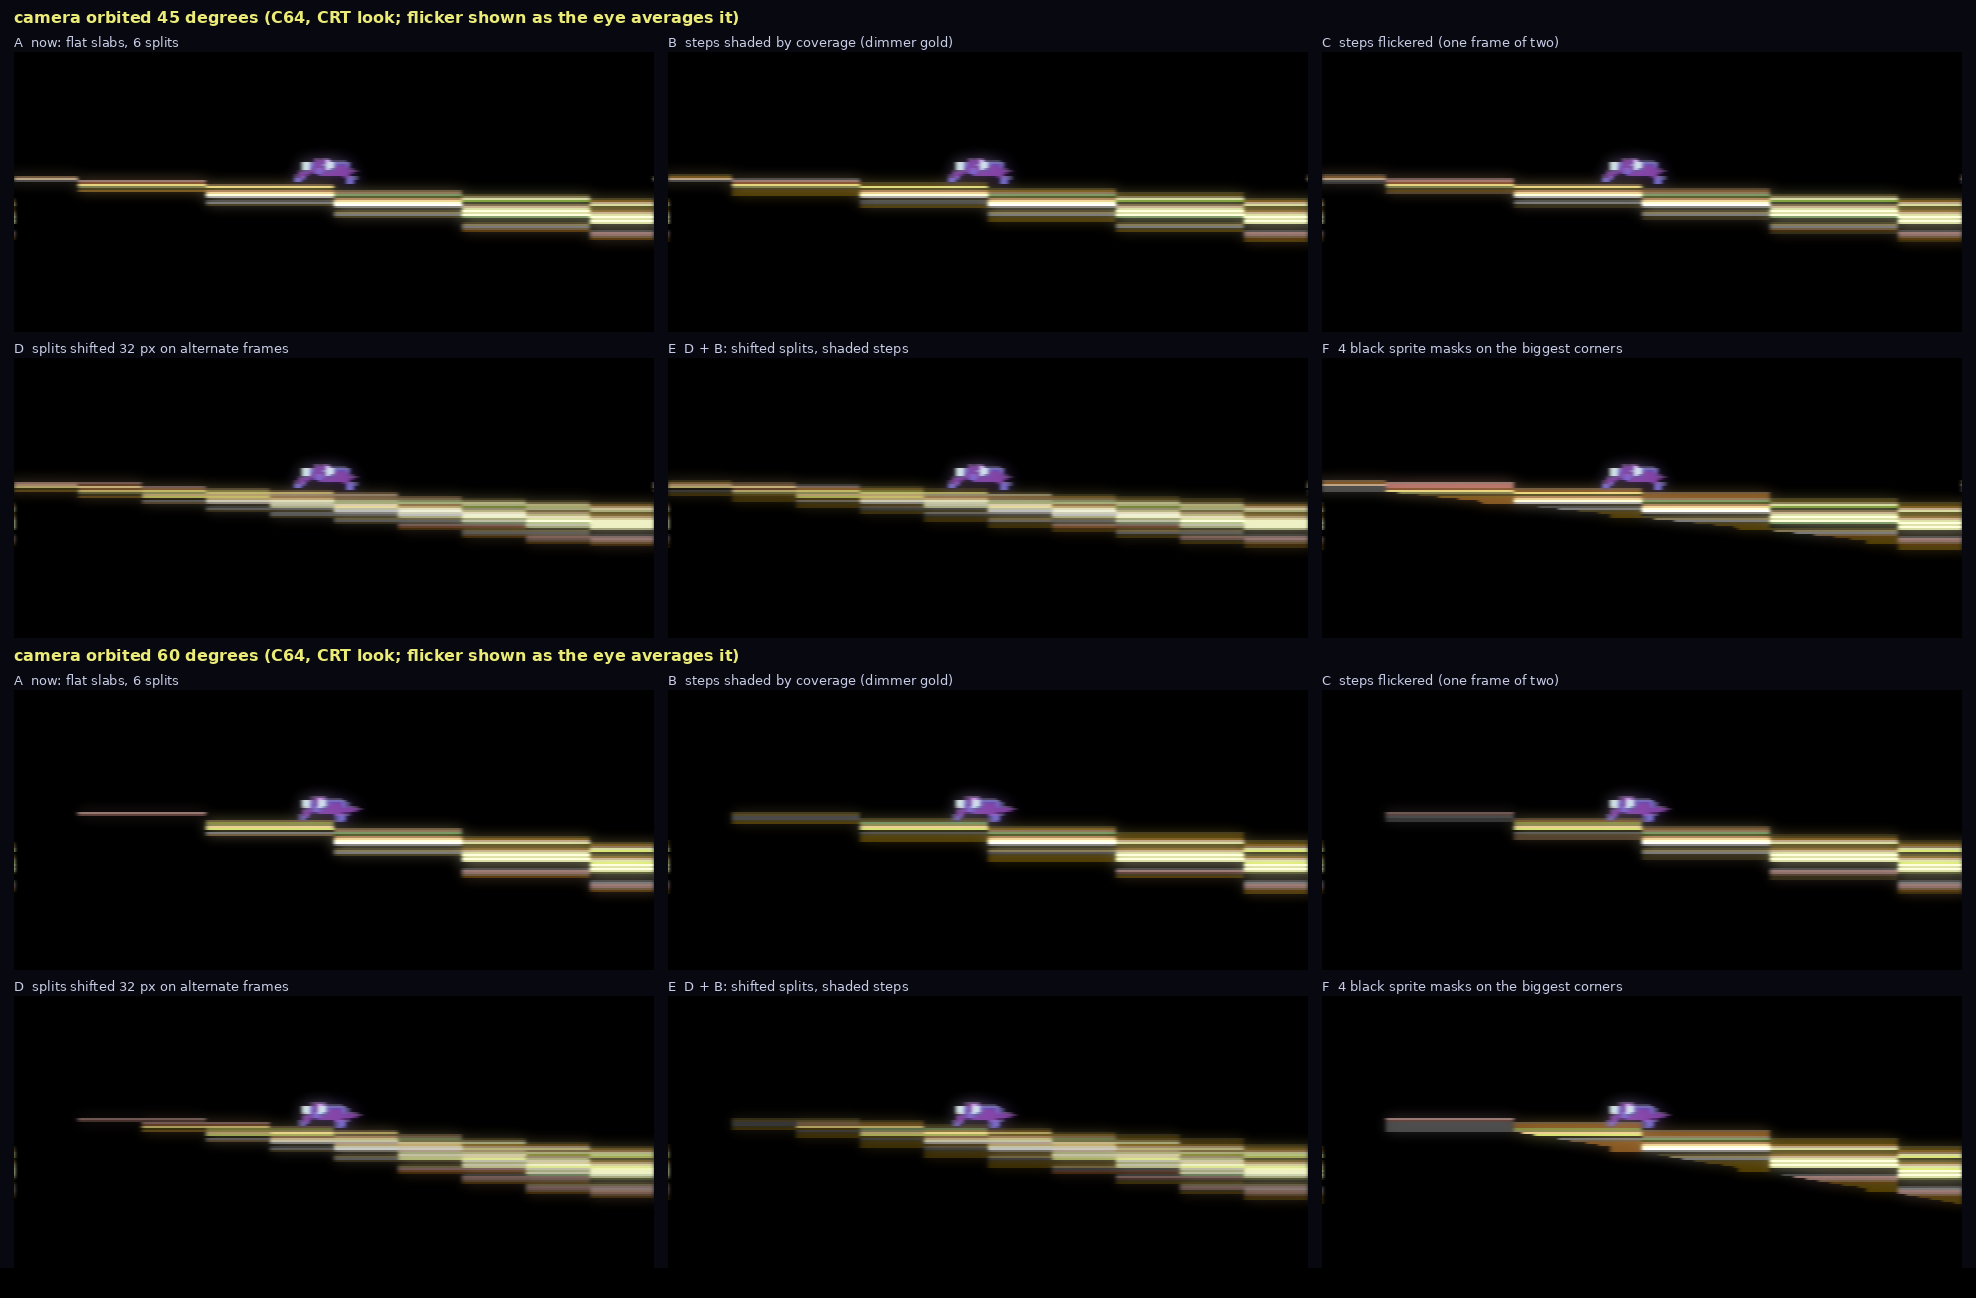 camera orbited 45 degrees (C64, CRT look; flicker shown as the eye averages it)
A  now: flat slabs, 6 splits
B  steps shaded by coverage (dimmer gold)
C  steps flickered (one frame of two)
D  splits shifted 32 px on alternate frames
E  D + B: shifted splits, shaded steps
F  4 black sprite masks on the biggest corners
camera orbited 60 degrees (C64, CRT look; flicker shown as the eye averages it)
A  now: flat slabs, 6 splits
B  steps shaded by coverage (dimmer gold)
C  steps flickered (one frame of two)
D  splits shifted 32 px on alternate frames
E  D + B: shifted splits, shaded steps
F  4 black sprite masks on the biggest corners